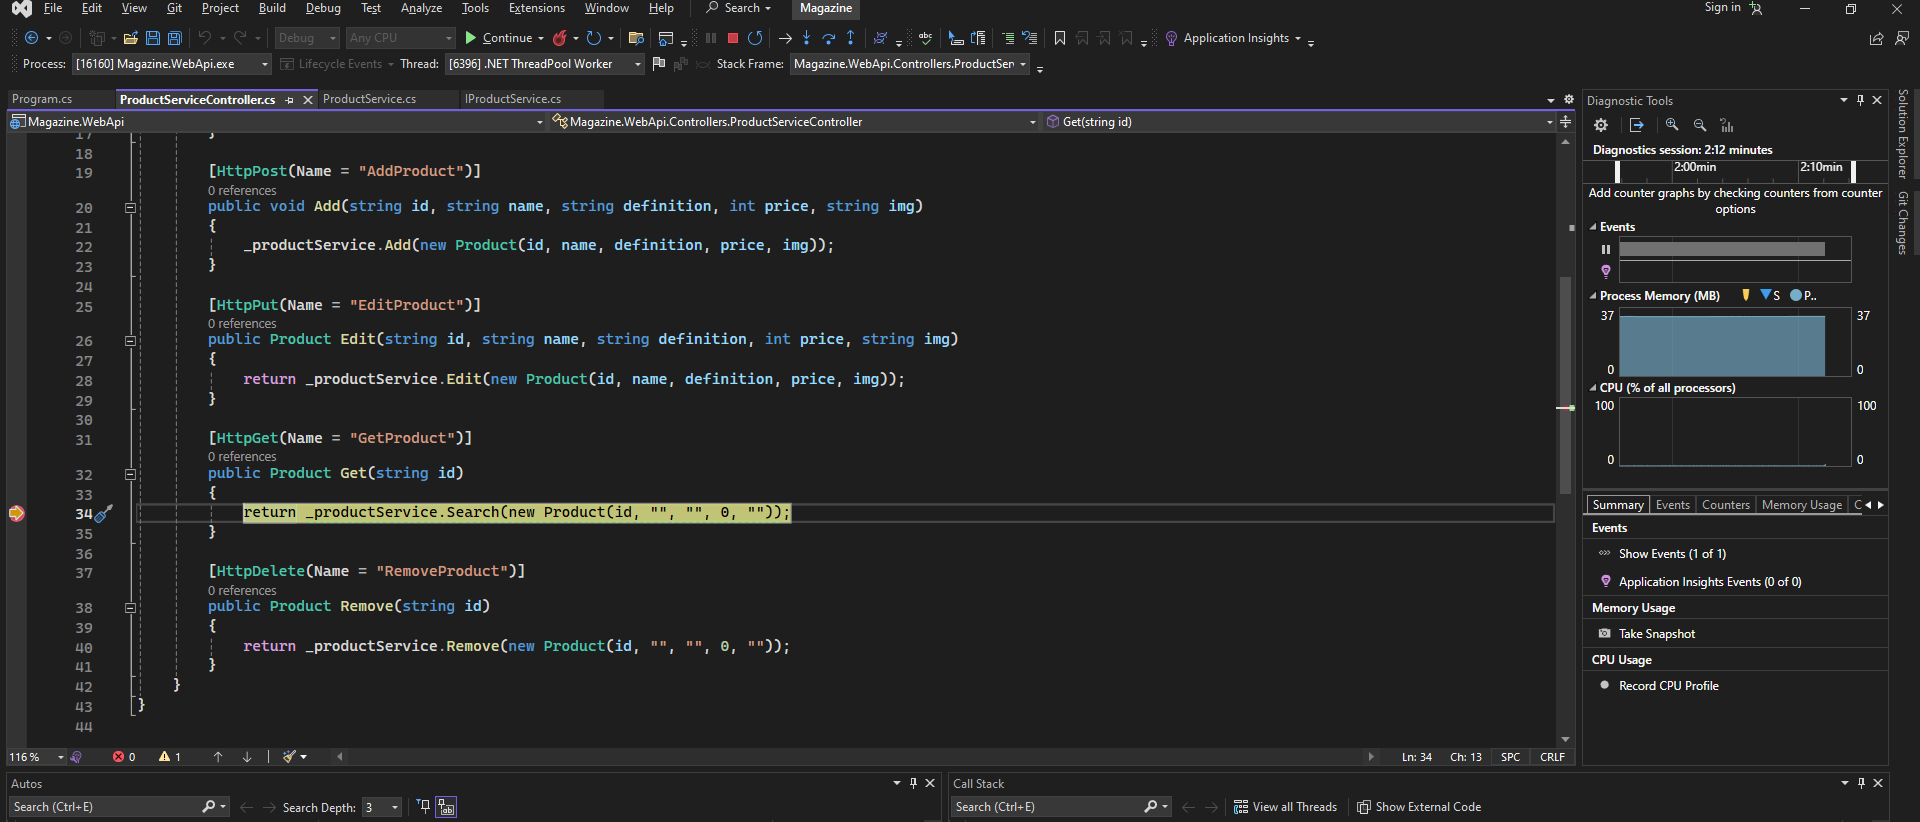 File Edit View Git Project Build Debug Test Analyze Tools Extensions Window Help Search Magazine Sign in
Debug Any CPU Continue Application Insights
Process: [16160] Magazine.WebApi.exe Lifecycle Events Thread: [6396] .NET ThreadPool Worker Stack Frame: Magazine.WebApi.Controllers.ProductSer
Program.cs ProductServiceController.cs ProductService.cs IProductService.cs
Magazine.WebApi Magazine.WebApi.Controllers.ProductServiceController Get(string id)
17 }
18
19 [HttpPost(Name = "AddProduct")]
0 references
20 public void Add(string id, string name, string definition, int price, string img)
21 {
22 _productService.Add(new Product(id, name, definition, price, img));
23 }
24
25 [HttpPut(Name = "EditProduct")]
0 references
26 public Product Edit(string id, string name, string definition, int price, string img)
27 {
28 return _productService.Edit(new Product(id, name, definition, price, img));
29 }
30
31 [HttpGet(Name = "GetProduct")]
0 references
32 public Product Get(string id)
33 {
34 return _productService.Search(new Product(id, "", "", 0, ""));
35 }
36
37 [HttpDelete(Name = "RemoveProduct")]
0 references
38 public Product Remove(string id)
39 {
40 return _productService.Remove(new Product(id, "", "", 0, ""));
41 }
42 }
43 }
44
116 % 0 1 Ln: 34 Ch: 13 SPC CRLF
Autos
Search (Ctrl+E) Search Depth: 3
Call Stack
Search (Ctrl+E) View all Threads Show External Code
Diagnostic Tools
Diagnostics session: 2:12 minutes
2:00min 2:10min
Add counter graphs by checking counters from counter
options
Events
Process Memory (MB) S P..
37 37
0 0
CPU (% of all processors)
100 100
0 0
Summary Events Counters Memory Usage C
Events
Show Events (1 of 1)
Application Insights Events (0 of 0)
Memory Usage
Take Snapshot
CPU Usage
Record CPU Profile
Solution Explorer
Git Changes